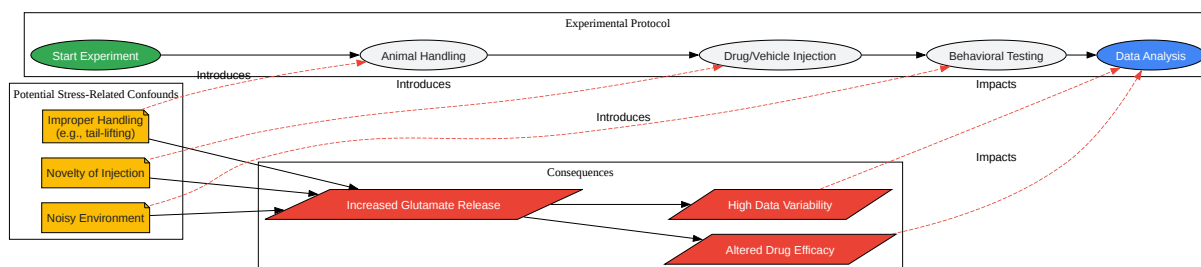 Experimental Protocol
Start Experiment
Animal Handling
Drug/Vehicle Injection
Behavioral Testing
Data Analysis
Introduces
Introduces
Impacts
Potential Stress-Related Confounds
Improper Handling
(e.g., tail-lifting)
Introduces
Novelty of Injection
Noisy Environment
Impacts
Consequences
Increased Glutamate Release
High Data Variability
Altered Drug Efficacy